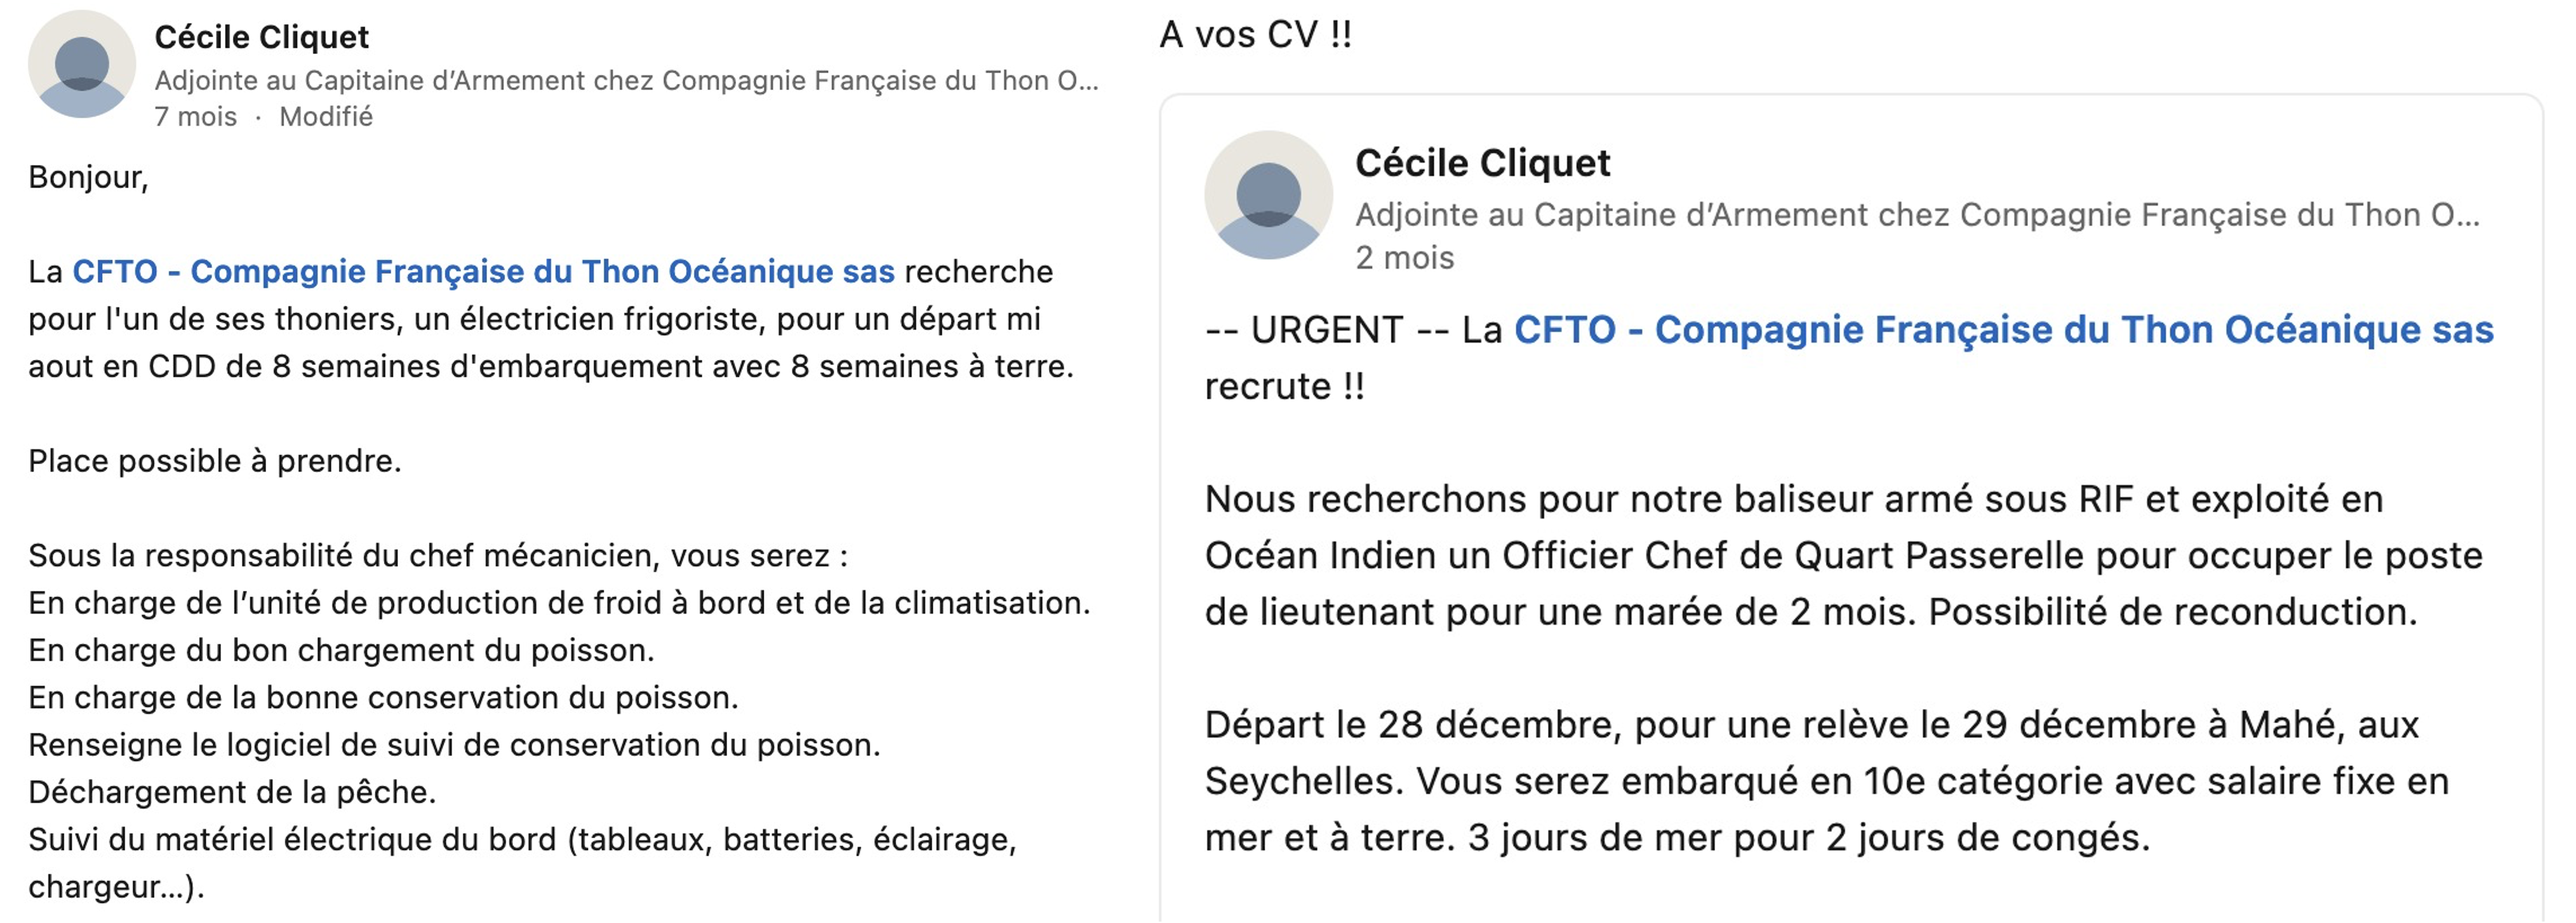 Cécile Cliquet
Adjointe au Capitaine d’Armement chez Compagnie Française du Thon O...
7 mois · Modifié
Bonjour,
La CFTO - Compagnie Française du Thon Océanique sas recherche
pour l'un de ses thoniers, un électricien frigoriste, pour un départ mi
aout en CDD de 8 semaines d'embarquement avec 8 semaines à terre.
Place possible à prendre.
Sous la responsabilité du chef mécanicien, vous serez :
En charge de l’unité de production de froid à bord et de la climatisation.
En charge du bon chargement du poisson.
En charge de la bonne conservation du poisson.
Renseigne le logiciel de suivi de conservation du poisson.
Déchargement de la pêche.
Suivi du matériel électrique du bord (tableaux, batteries, éclairage,
chargeur...).
A vos CV !!
Cécile Cliquet
Adjointe au Capitaine d’Armement chez Compagnie Française du Thon O...
2 mois
-- URGENT -- La CFTO - Compagnie Française du Thon Océanique sas
recrute !!
Nous recherchons pour notre baliseur armé sous RIF et exploité en
Océan Indien un Officier Chef de Quart Passerelle pour occuper le poste
de lieutenant pour une marée de 2 mois. Possibilité de reconduction.
Départ le 28 décembre, pour une relève le 29 décembre à Mahé, aux
Seychelles. Vous serez embarqué en 10e catégorie avec salaire fixe en
mer et à terre. 3 jours de mer pour 2 jours de congés.